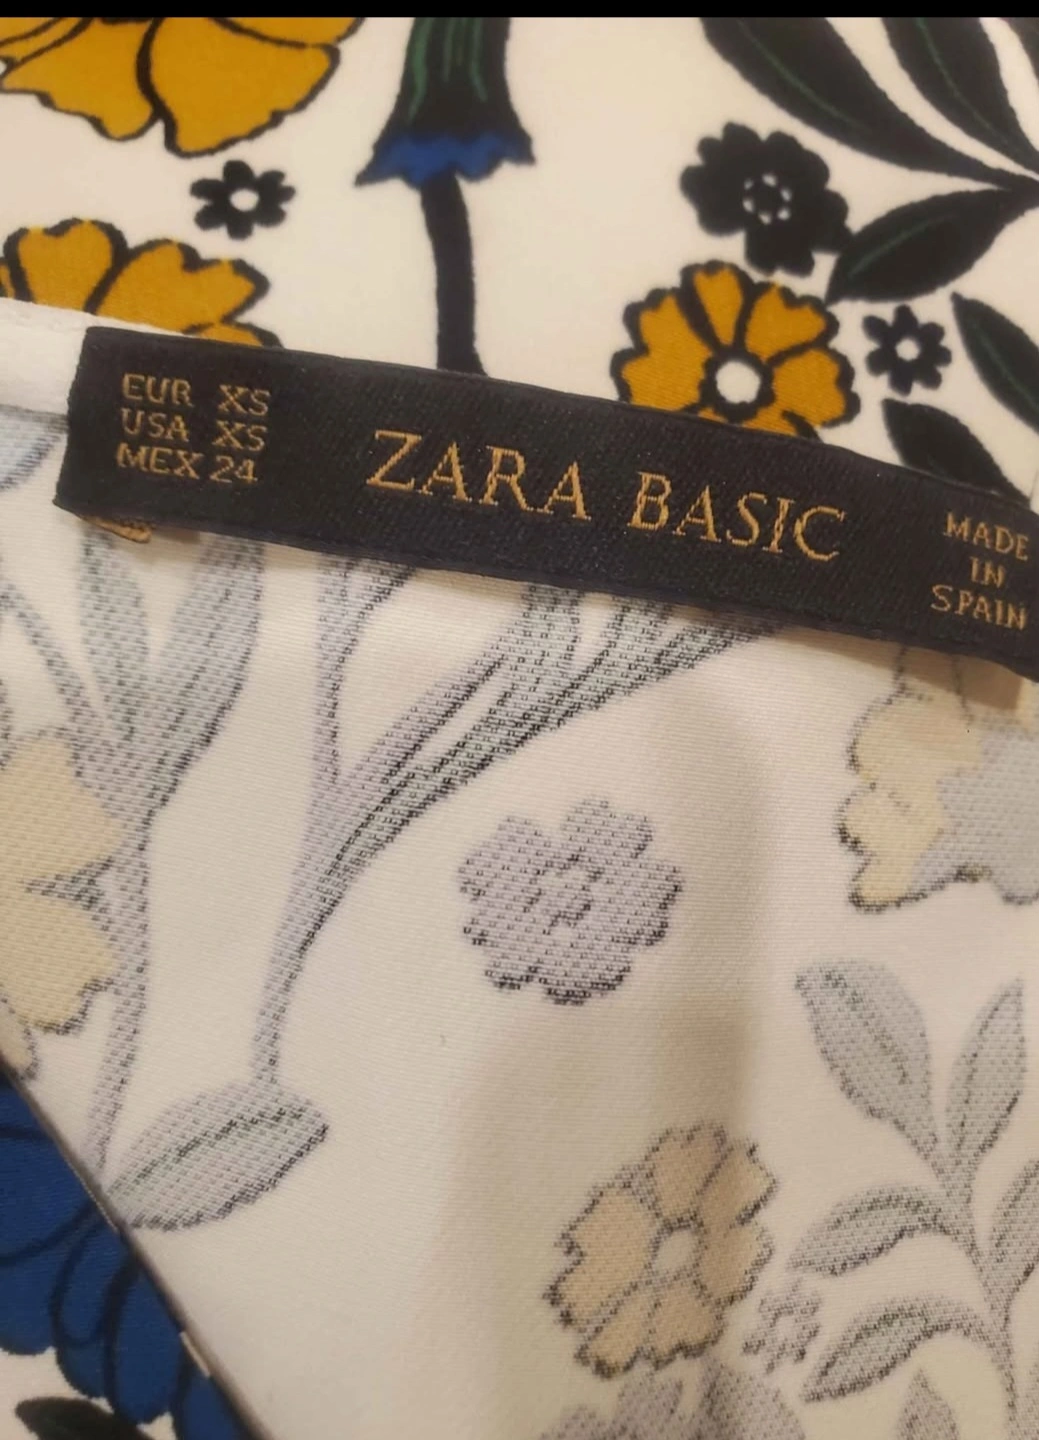 EUR XS
USA XS
MEX 24
ZARA BASIC
MADE
IN
SPAIN